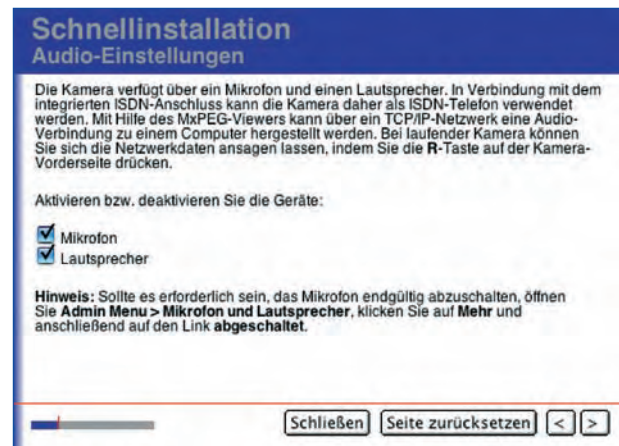 Schnellinstallation
Audio-Einstellungen
Die Kamera verfügt über ein Mikrofon und einen Lautsprecher. In Verbindung mit dem
integrierten ISDN-Anschluss kann die Kamera daher als ISDN-Telefon verwendet
werden. Mit Hilfe des MxPEG-Viewers kann über ein TCP/IP-Netzwerk eine Audio-
Verbindung zu einem Computer hergestellt werden. Bei laufender Kamera können
Sie sich die Netzwerkdaten ansagen lassen, indem Sie die R-Taste auf der Kamera-
Vorderseite drücken.
Aktivieren bzw. deaktivieren Sie die Geräte:
Mikrofon
Lautsprecher
Hinweis: Sollte es erforderlich sein, das Mikrofon endgültig abzuschalten, öffnen
Sie Admin Menu > Mikrofon und Lautsprecher, klicken Sie auf Mehr und
anschließend auf den Link abgeschaltet.
Schließen Seite zurücksetzen < >